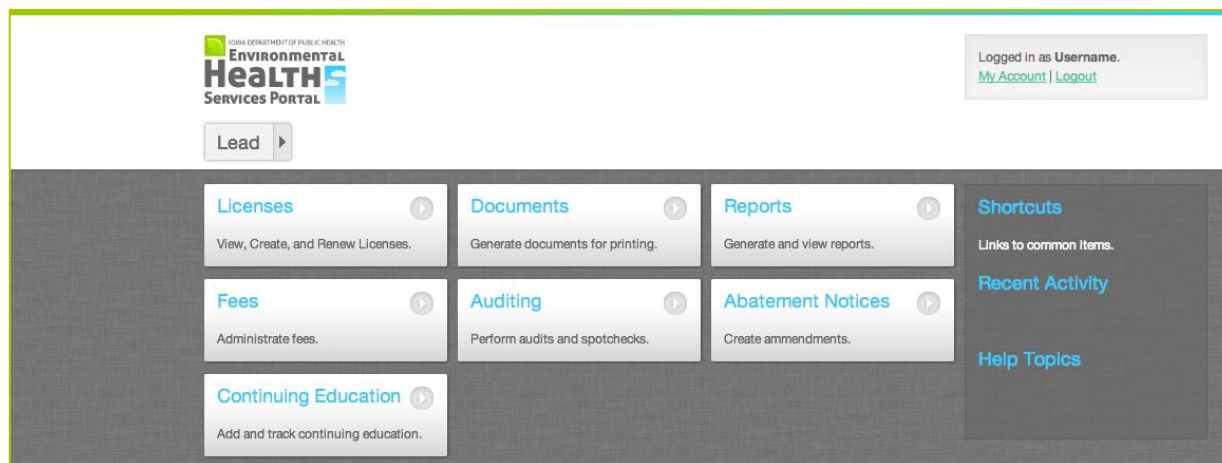 IOWA DEPARTMENT OF PUBLIC HEALTH
ENVIRONMENTAL
HEALTH
SERVICES PORTAL
Logged in as Username.
My Account | Logout
Lead
Licenses
View, Create, and Renew Licenses.
Documents
Generate documents for printing.
Reports
Generate and view reports.
Shortcuts
Links to common items.
Fees
Administrate fees.
Auditing
Perform audits and spotchecks.
Abatement Notices
Create ammendments.
Recent Activity
Help Topics
Continuing Education
Add and track continuing education.